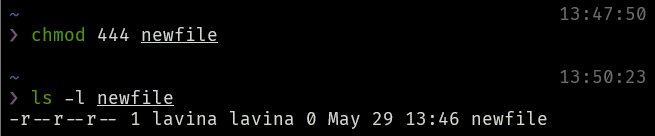 ~ 13:47:50
❯ chmod 444 newfile
~ 13:50:23
❯ ls -l newfile
-r--r--r-- 1 lavina lavina 0 May 29 13:46 newfile